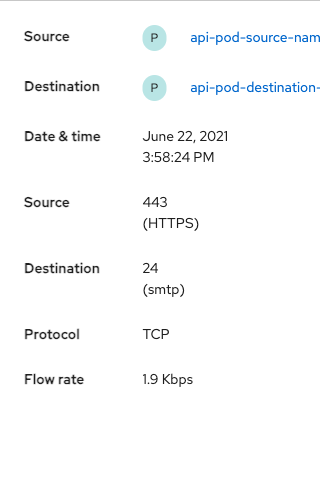 Source P api-pod-source-nam
Destination P api-pod-destination-
Date & time June 22, 2021
3:58:24 PM
Source 443
(HTTPS)
Destination 24
(smtp)
Protocol TCP
Flow rate 1.9 Kbps